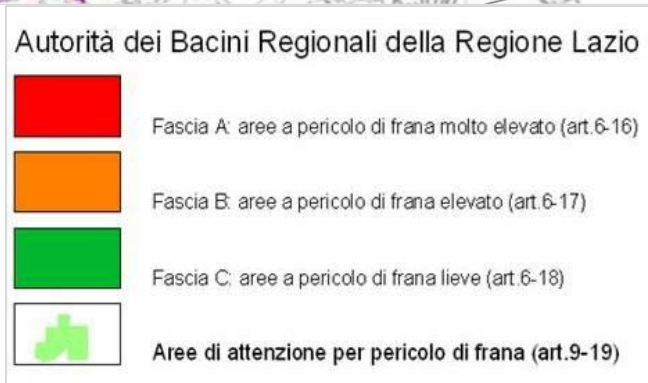 Autorità dei Bacini Regionali della Regione Lazio
Fascia A: aree a pericolo di frana molto elevato (art.6-16)
Fascia B: aree a pericolo di frana elevato (art.6-17)
Fascia C: aree a pericolo di frana lieve (art.6-18)
Aree di attenzione per pericolo di frana (art.9-19)